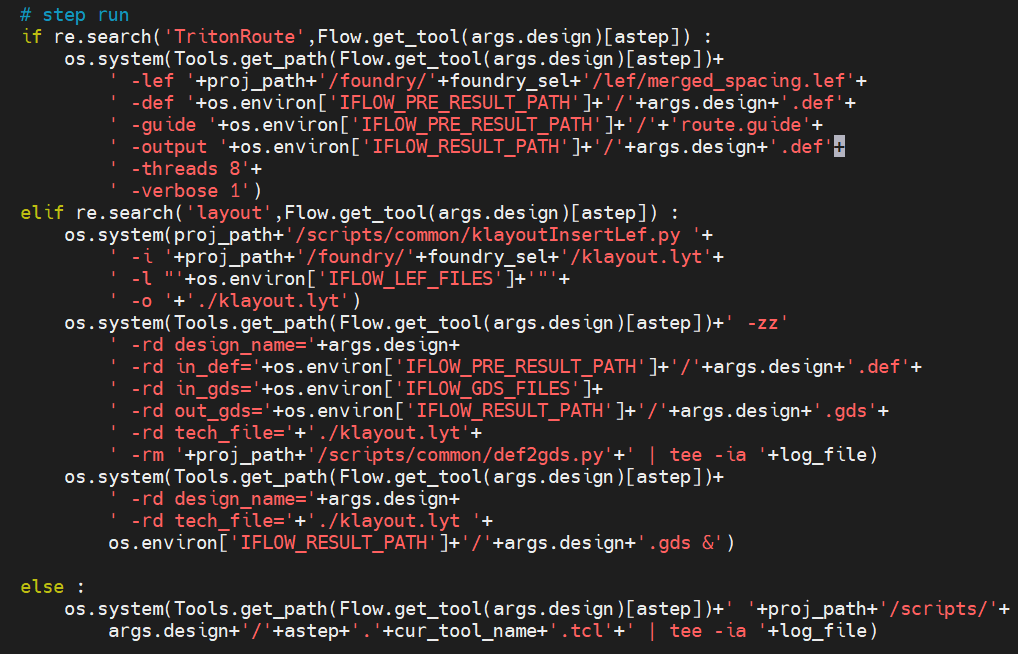 # step run
if re.search('TritonRoute',Flow.get_tool(args.design)[astep]) :
    os.system(Tools.get_path(Flow.get_tool(args.design)[astep])+
        ' -lef '+proj_path+'/foundry/'+foundry_sel+'/lef/merged_spacing.lef'+
        ' -def '+os.environ['IFLOW_PRE_RESULT_PATH']+'/'+args.design+'.def'+
        ' -guide '+os.environ['IFLOW_PRE_RESULT_PATH']+'/'+'route.guide'+
        ' -output '+os.environ['IFLOW_RESULT_PATH']+'/'+args.design+'.def'+
        ' -threads 8'+
        ' -verbose 1')
elif re.search('layout',Flow.get_tool(args.design)[astep]) :
    os.system(proj_path+'/scripts/common/klayoutInsertLef.py '+
        ' -i '+proj_path+'/foundry/'+foundry_sel+'/klayout.lyt'+
        ' -l "'+os.environ['IFLOW_LEF_FILES']+'"'+
        ' -o '+'./klayout.lyt')
    os.system(Tools.get_path(Flow.get_tool(args.design)[astep])+' -zz'
        ' -rd design_name='+args.design+
        ' -rd in_def='+os.environ['IFLOW_PRE_RESULT_PATH']+'/'+args.design+'.def'+
        ' -rd in_gds='+os.environ['IFLOW_GDS_FILES']+
        ' -rd out_gds='+os.environ['IFLOW_RESULT_PATH']+'/'+args.design+'.gds'+
        ' -rd tech_file='+'./klayout.lyt'+
        ' -rm '+proj_path+'/scripts/common/def2gds.py'+' | tee -ia '+log_file)
    os.system(Tools.get_path(Flow.get_tool(args.design)[astep])+
        ' -rd design_name='+args.design+
        ' -rd tech_file='+'./klayout.lyt '+
        os.environ['IFLOW_RESULT_PATH']+'/'+args.design+'.gds &')

else :
    os.system(Tools.get_path(Flow.get_tool(args.design)[astep])+' '+proj_path+'/scripts/'+
        args.design+'/'+astep+'.'+cur_tool_name+'.tcl'+' | tee -ia '+log_file)